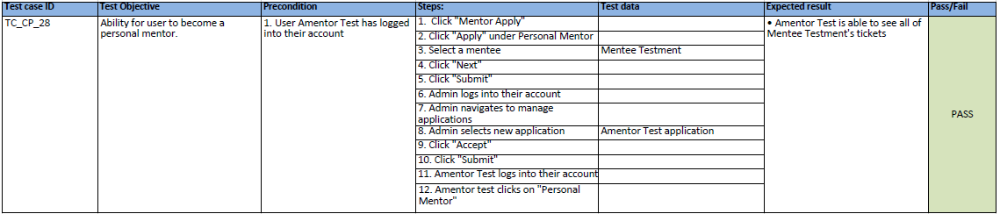 Test case ID Test Objective Precondition Steps: Test data Expected result Pass/Fail
TC_CP_28
Ability for user to become a
personal mentor.
1. User Amentor Test has logged
into their account
1.  Click "Mentor Apply"
2. Click "Apply" under Personal Mentor
3. Select a mentee Mentee Testment
4. Click "Next"
5. Click "Submit"
6. Admin logs into their account
7. Admin navigates to manage
applications
8. Admin selects new application Amentor Test application
9. Click "Accept"
10. Click "Submit"
11. Amentor Test logs into their account
12. Amentor test clicks on "Personal
Mentor"
• Amentor Test is able to see all of
Mentee Testment's tickets
PASS